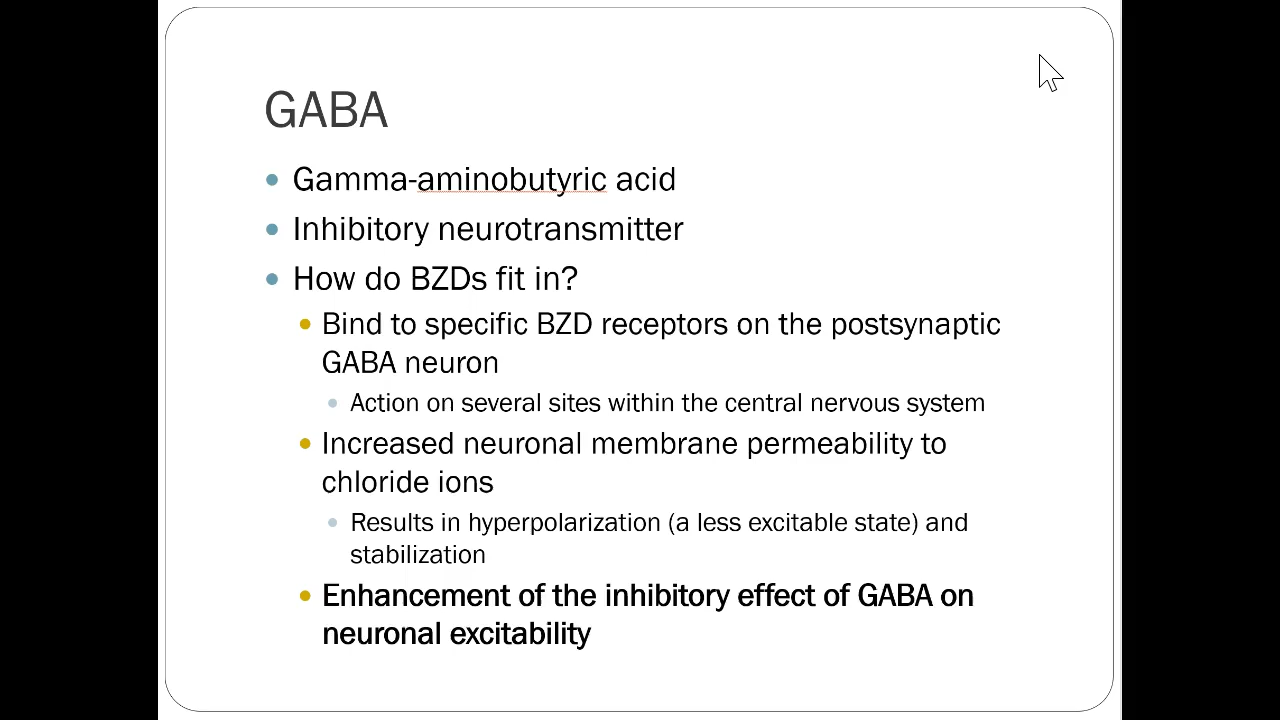 GABA
Gamma-aminobutyric acid
Inhibitory neurotransmitter
How do BZDs fit in?
Bind to specific BZD receptors on the postsynaptic
GABA neuron
Action on several sites within the central nervous system
Increased neuronal membrane permeability to
chloride ions
Results in hyperpolarization (a less excitable state) and
stabilization
Enhancement of the inhibitory effect of GABA on
neuronal excitability